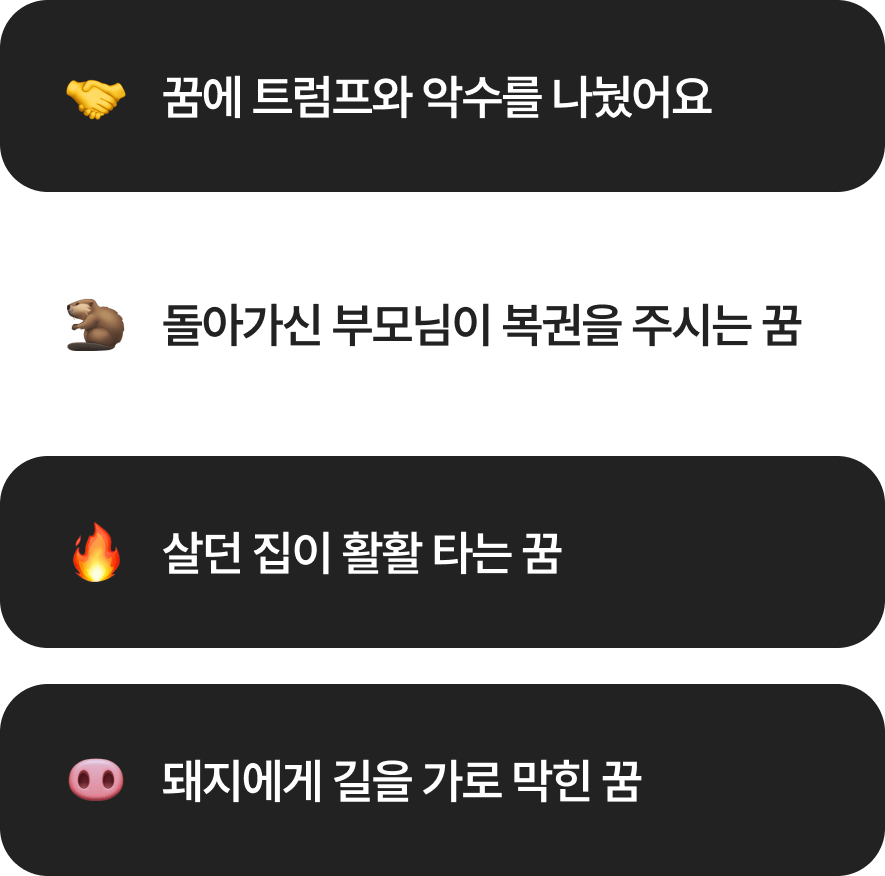 꿈에 트럼프와 악수를 나눴어요
돌아가신 부모님이 복권을 주시는 꿈
살던 집이 활활 타는 꿈
돼지에게 길을 가로 막힌 꿈